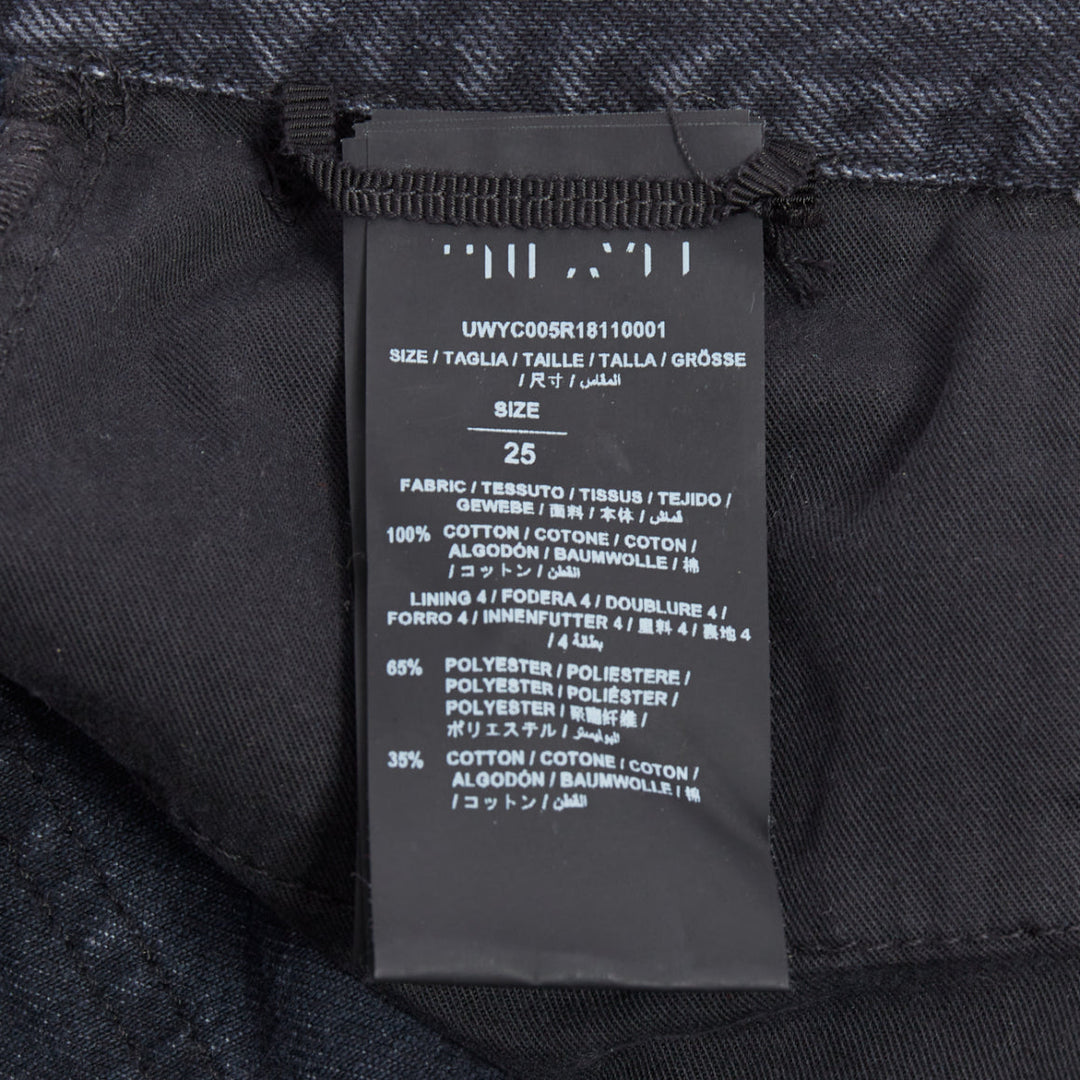 UWYC005R18110001
SIZE / TAGLIA / TAILLE / TALLA / GRÖSSE
/ 尺寸 / المقاس
SIZE
25
FABRIC / TESSUTO / TISSUS / TEJIDO /
GEWEBE / 面料 / 本体 / قماش
100% COTTON / COTONE / COTON /
ALGODÓN / BAUMWOLLE / 棉
/ コットン / القطن
LINING 4 / FODERA 4 / DOUBLURE 4 /
FORRO 4 / INNENFUTTER 4 / 里料 4 / 裏地 4
/ بطانة 4
65% POLYESTER / POLIESTERE /
POLYESTER / POLIÉSTER /
POLYESTER / 聚酯纤维 /
ポリエステル / البوليستر
35% COTTON / COTONE / COTON /
ALGODÓN / BAUMWOLLE / 棉
/ コットン / القطن